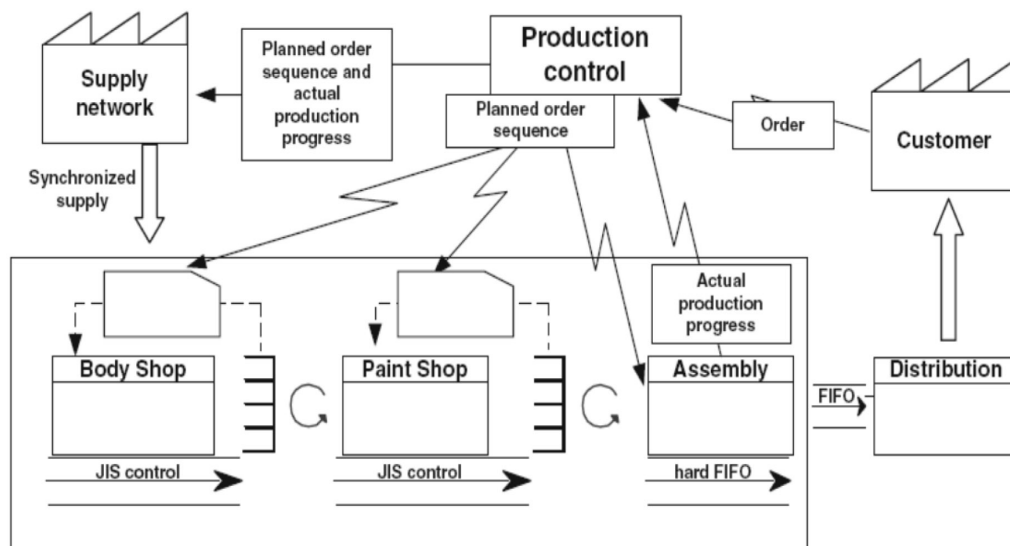 Supply
network
Planned order
sequence and
actual
production
progress
Production
control
Planned order
sequence
Order
Customer
Synchronized
supply
Actual
production
progress
Body Shop
Paint Shop
Assembly
Distribution
FIFO
JIS control
JIS control
hard FIFO